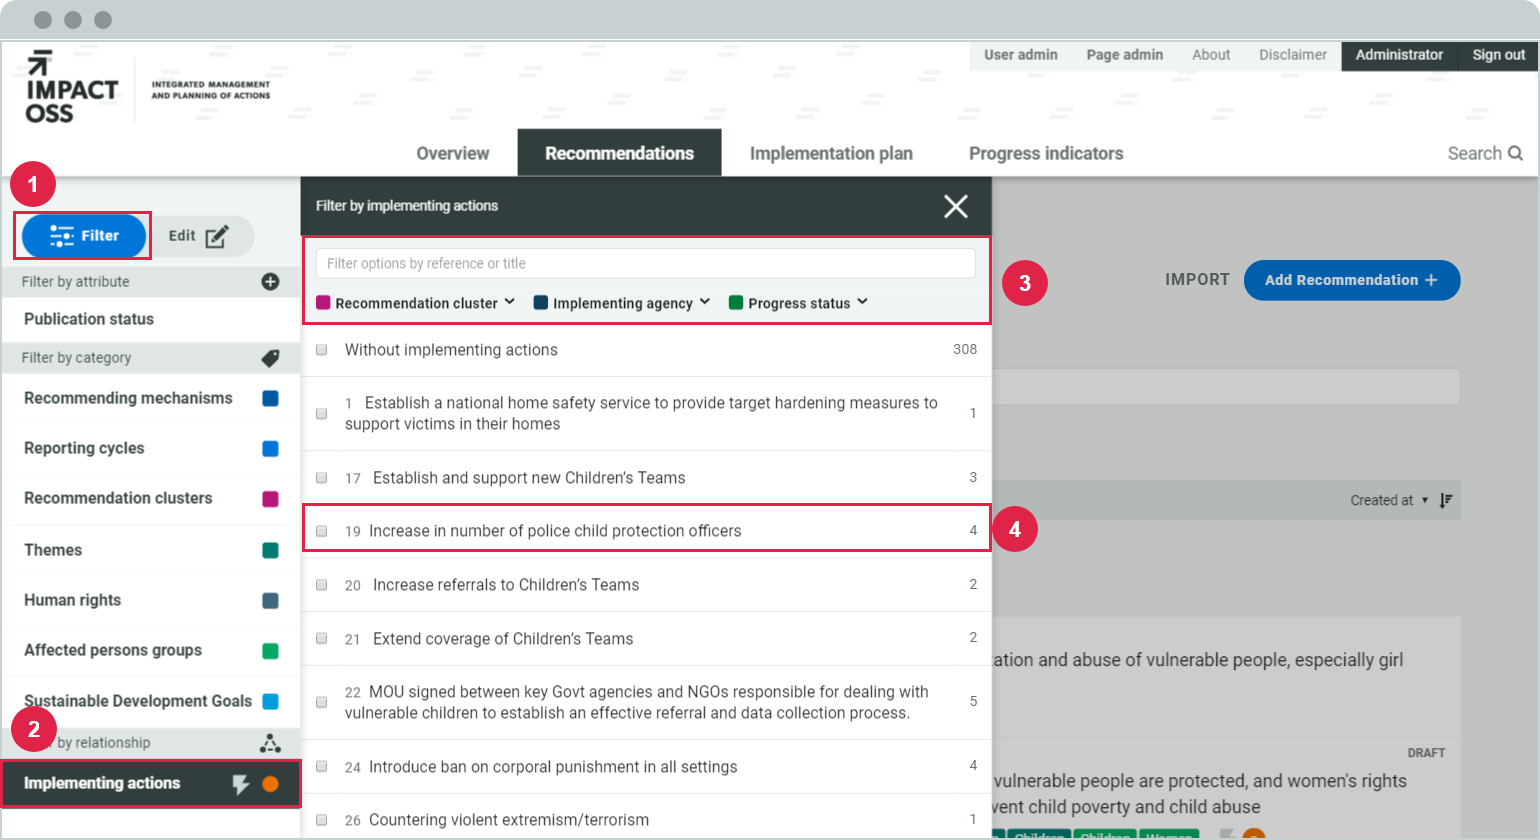 User admin Page admin About Disclaimer Administrator Sign out
IMPACT
OSS
INTEGRATED MANAGEMENT
AND PLANNING OF ACTIONS
Overview Recommendations Implementation plan Progress indicators Search
1
Filter Edit
Filter by attribute
Publication status
Filter by category
Recommending mechanisms
Reporting cycles
Recommendation clusters
Themes
Human rights
Affected persons groups
Sustainable Development Goals
2
by relationship
Implementing actions
Filter by implementing actions
Filter options by reference or title
Recommendation cluster Implementing agency Progress status
3
Without implementing actions 308
1 Establish a national home safety service to provide target hardening measures to
support victims in their homes 1
17 Establish and support new Children’s Teams 3
19 Increase in number of police child protection officers 4
4
20 Increase referrals to Children’s Teams 2
21 Extend coverage of Children’s Teams 2
22 MOU signed between key Govt agencies and NGOs responsible for dealing with
vulnerable children to establish an effective referral and data collection process. 5
24 Introduce ban on corporal punishment in all settings 4
26 Countering violent extremism/terrorism 1
IMPORT Add Recommendation +
Created at
and abuse of vulnerable people, especially girl
DRAFT
vulnerable people are protected, and women's rights
child poverty and child abuse
Children Children Women